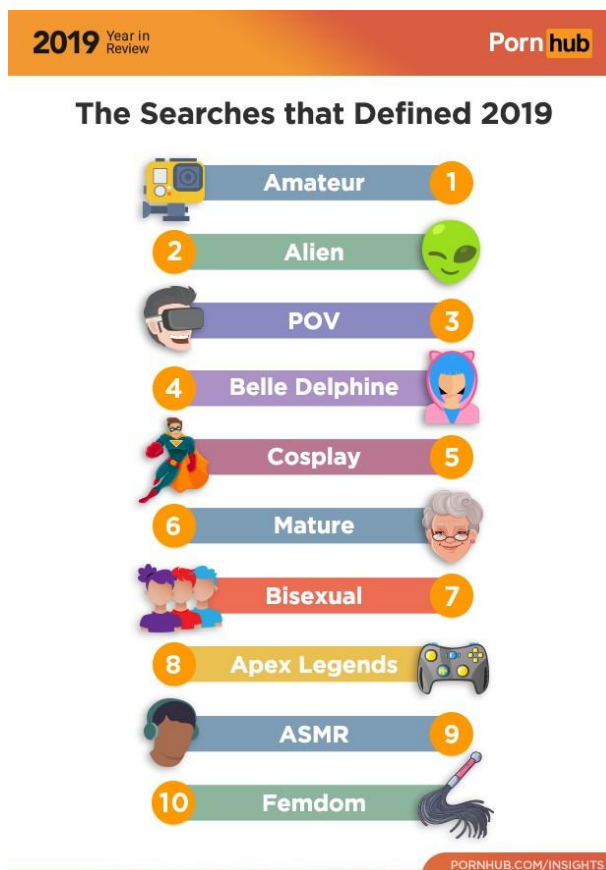 2019 Year in Review
Porn hub
The Searches that Defined 2019
Amateur 1
2 Alien
POV 3
4 Belle Delphine
Cosplay 5
6 Mature
Bisexual 7
8 Apex Legends
ASMR 9
10 Femdom
PORNHUB.COM/INSIGHTS